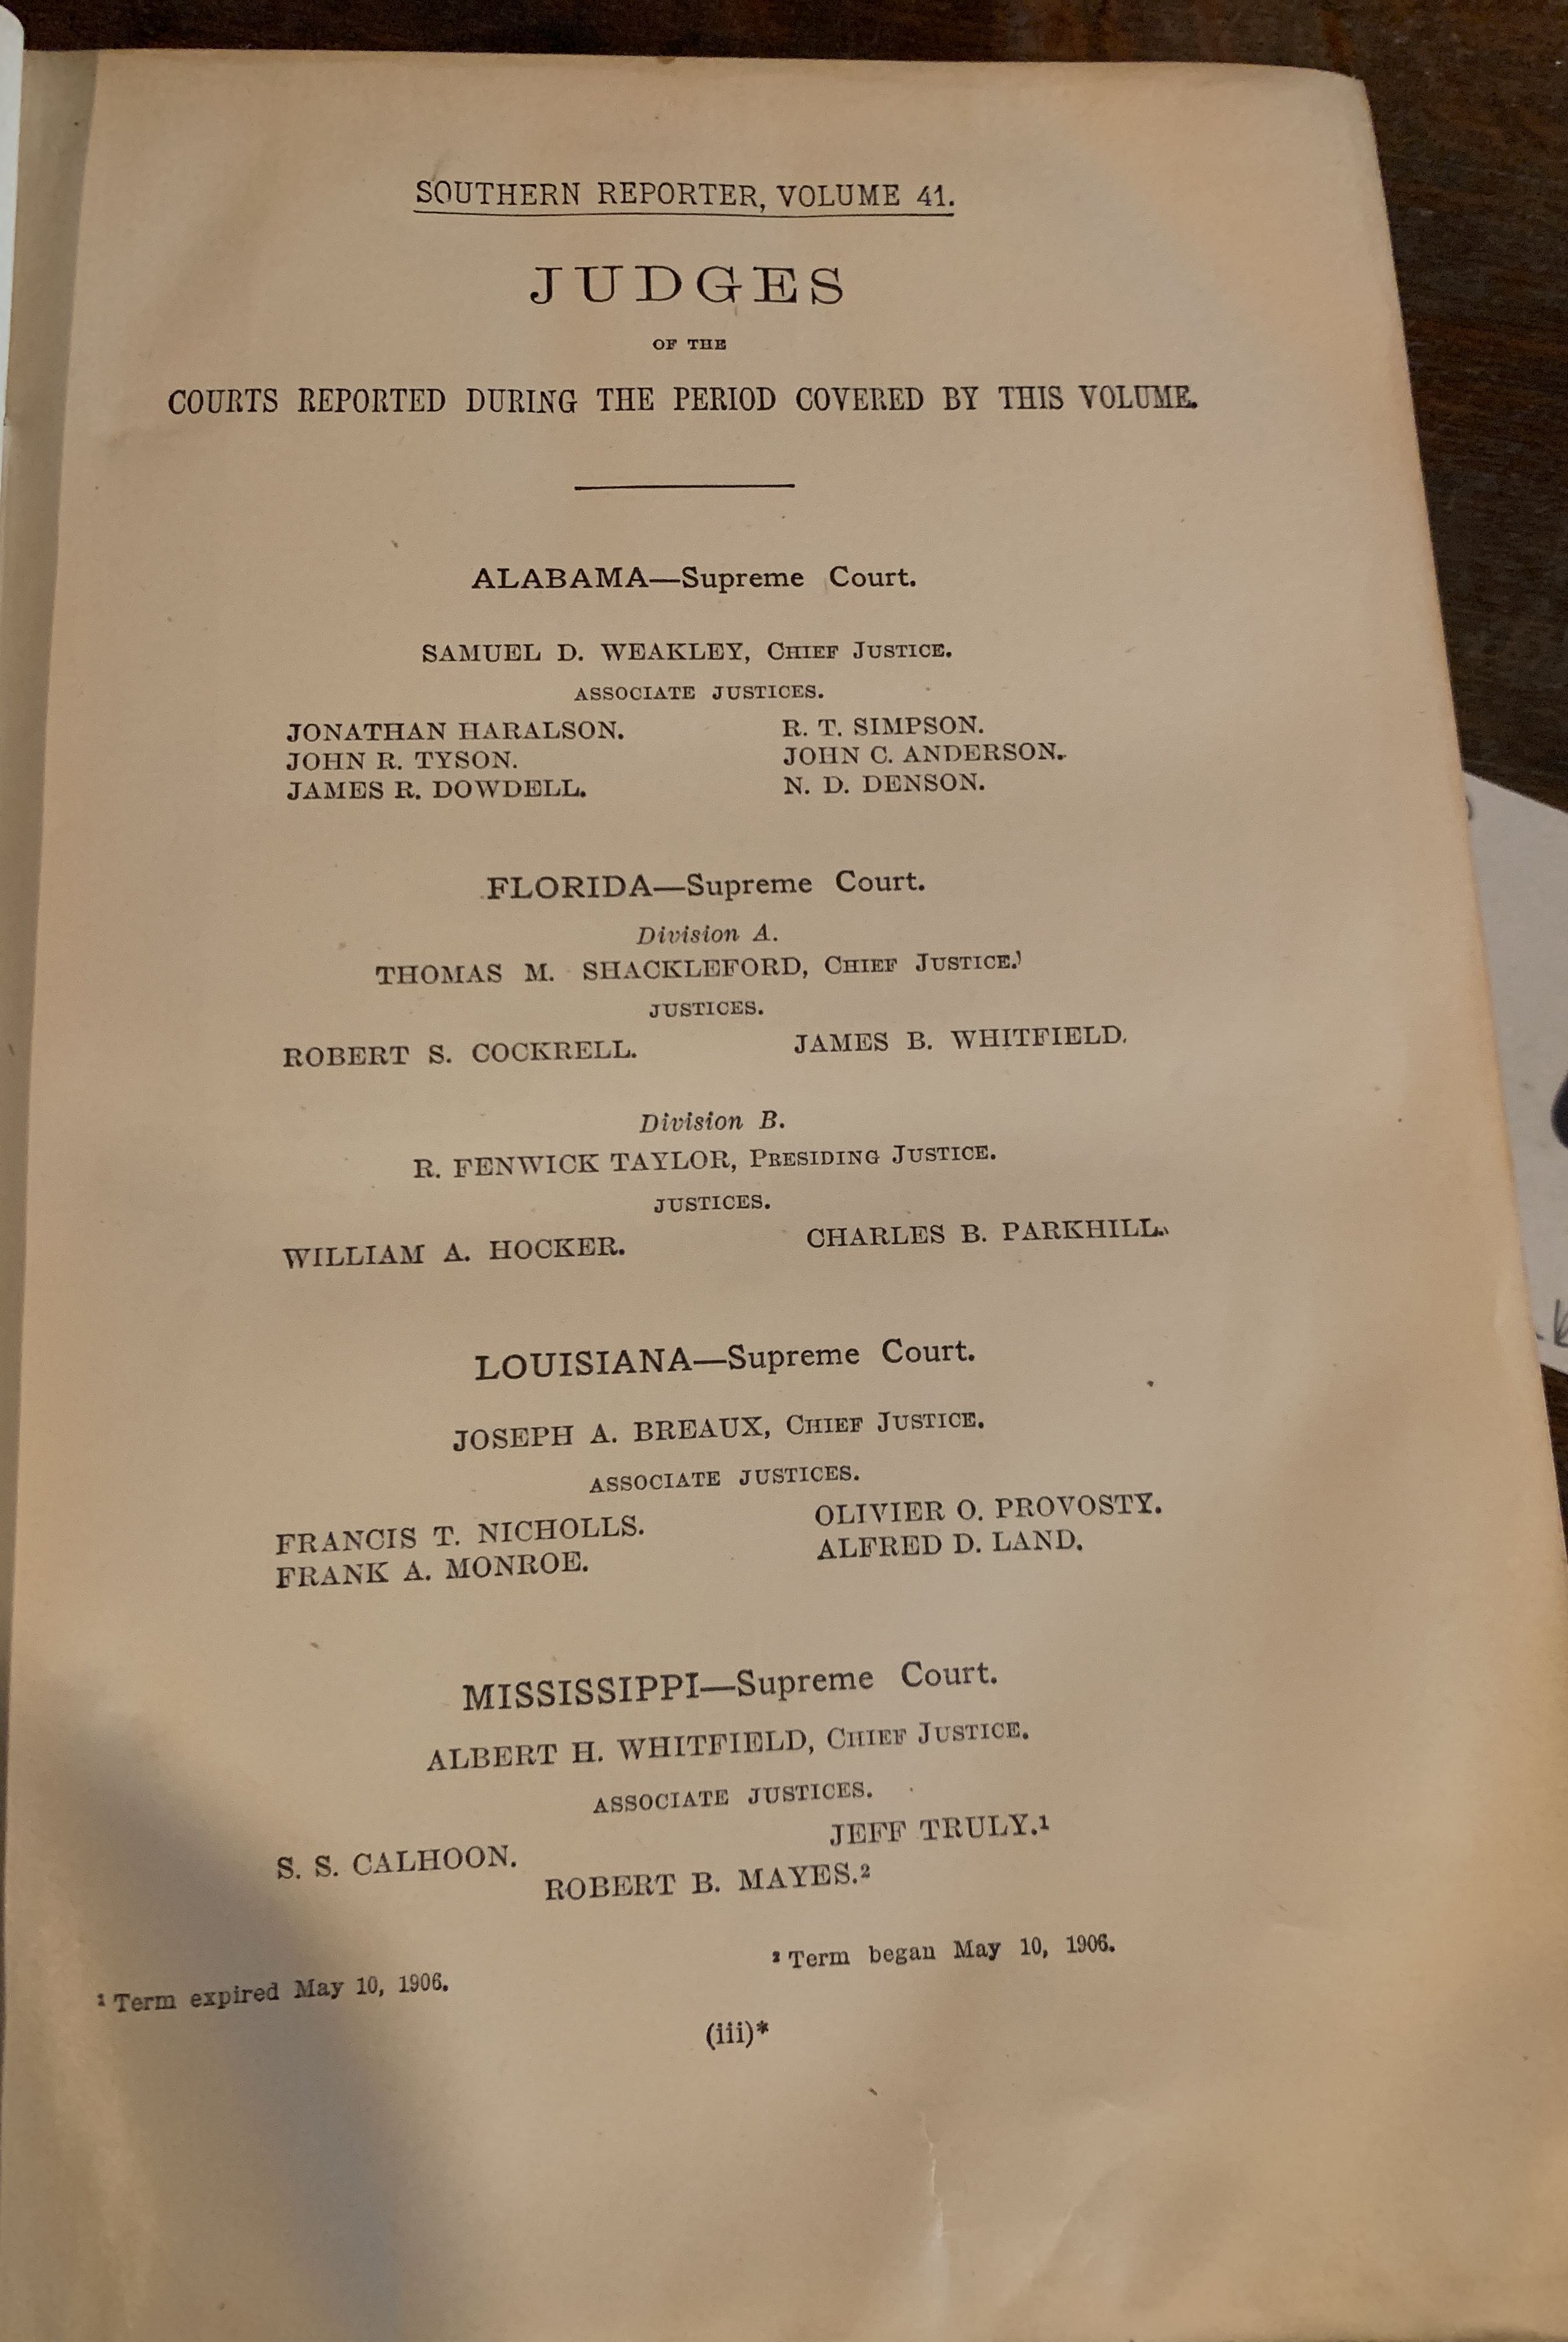 SOUTHERN REPORTER, VOLUME 41.
JUDGES
OF THE
COURTS REPORTED DURING THE PERIOD COVERED BY THIS VOLUME.
ALABAMA—Supreme Court.
SAMUEL D. WEAKLEY, CHIEF JUSTICE.
ASSOCIATE JUSTICES.
JONATHAN HARALSON. R. T. SIMPSON.
JOHN R. TYSON. JOHN C. ANDERSON.
JAMES R. DOWDELL. N. D. DENSON.
FLORIDA—Supreme Court.
Division A.
THOMAS M. SHACKLEFORD, CHIEF JUSTICE.¹
JUSTICES.
ROBERT S. COCKRELL. JAMES B. WHITFIELD.
Division B.
R. FENWICK TAYLOR, PRESIDING JUSTICE.
JUSTICES.
WILLIAM A. HOCKER. CHARLES B. PARKHILL.
LOUISIANA—Supreme Court.
JOSEPH A. BREAUX, CHIEF JUSTICE.
ASSOCIATE JUSTICES.
FRANCIS T. NICHOLLS. OLIVIER O. PROVOSTY.
FRANK A. MONROE. ALFRED D. LAND.
MISSISSIPPI—Supreme Court.
ALBERT H. WHITFIELD, CHIEF JUSTICE.
ASSOCIATE JUSTICES.
S. S. CALHOON. JEFF TRULY.¹
ROBERT B. MAYES.²
¹ Term expired May 10, 1906. ² Term began May 10, 1906.
(iii)*